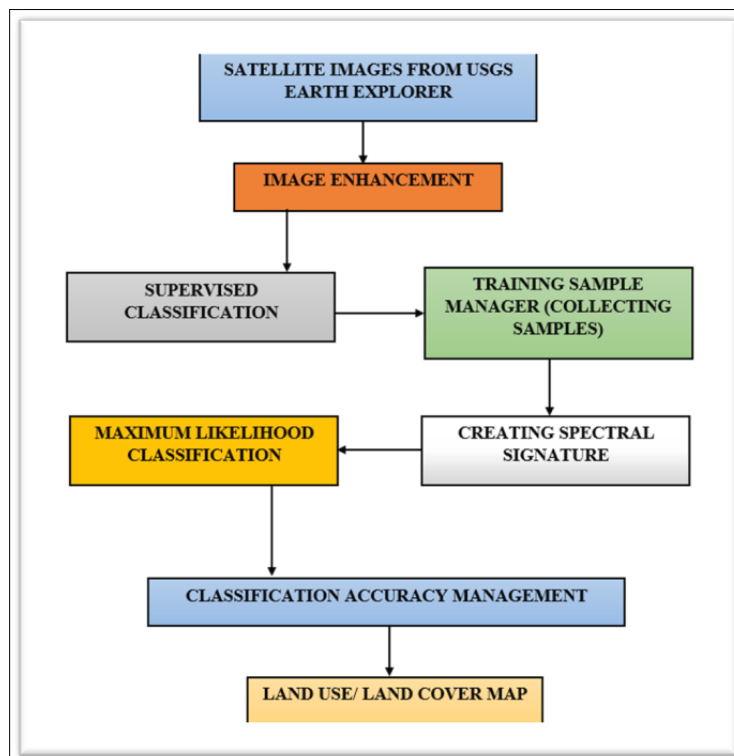 SATELLITE IMAGES FROM USGS
EARTH EXPLORER
IMAGE ENHANCEMENT
SUPERVISED
CLASSIFICATION
TRAINING SAMPLE
MANAGER (COLLECTING
SAMPLES)
CREATING SPECTRAL
SIGNATURE
MAXIMUM LIKELIHOOD
CLASSIFICATION
CLASSIFICATION ACCURACY MANAGEMENT
LAND USE/ LAND COVER MAP